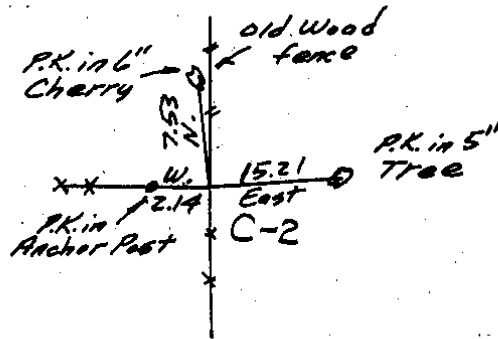 old Wood
fence
P.K. in 6"
Cherry
7.53
N.
P.K. in 5"
Tree
W.
2.14
15.21
East
P.K. in
Anchor Post
C-2